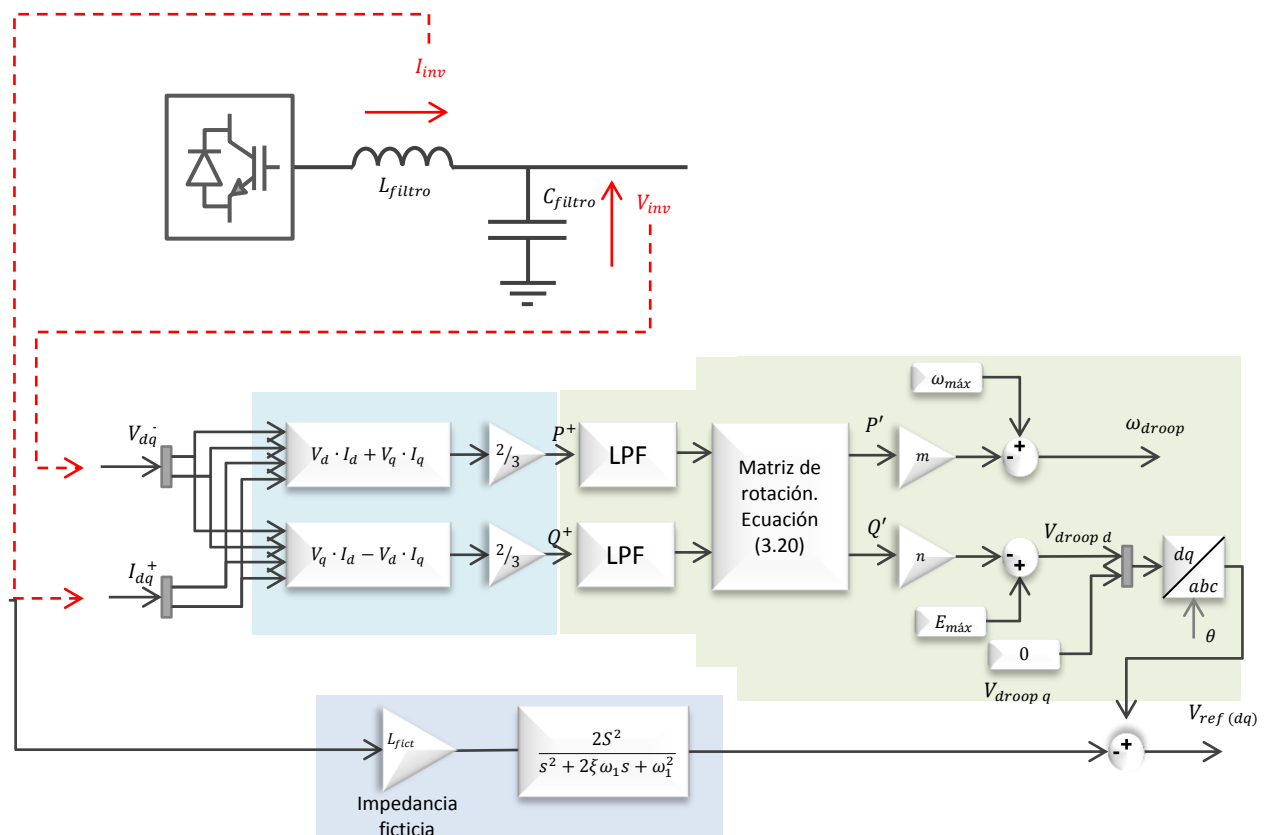 I_inv
L_filtro
C_filtro
V_inv
ω_máx
V_dq^-
V_d · I_d + V_q · I_q
2/3
P^+
LPF
Matriz de
rotación.
Ecuación
(3.20)
P′
m
- +
ω_droop
I_dq^+
V_q · I_d − V_d · I_q
2/3
Q^+
LPF
Q′
n
- +
V_droop d
dq
abc
E_máx
0
θ
V_droop q
L_fict
2S^2
s^2 + 2ξω_1s + ω_1^2
- +
V_ref (dq)
Impedancia
ficticia